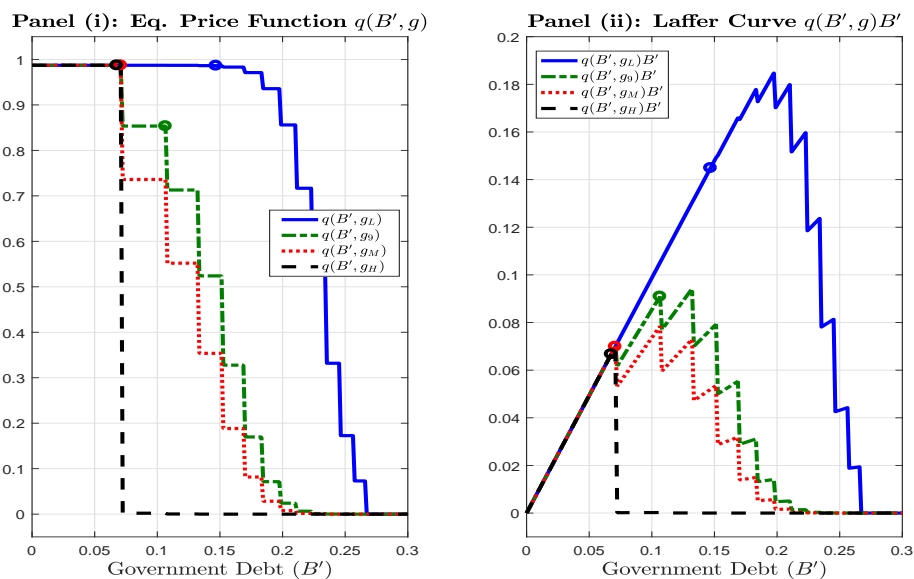 Panel (i): Eq. Price Function q(B′, g)
1
0.9
0.8
0.7
0.6
0.5
0.4
0.3
0.2
0.1
0
0 0.05 0.1 0.15 0.2 0.25 0.3
Government Debt (B′)
q(B′, g_L)
q(B′, g_9)
q(B′, g_M)
q(B′, g_H)
Panel (ii): Laffer Curve q(B′, g)B′
0.2
0.18
0.16
0.14
0.12
0.1
0.08
0.06
0.04
0.02
0
0 0.05 0.1 0.15 0.2 0.25 0.3
Government Debt (B′)
q(B′, g_L)B′
q(B′, g_9)B′
q(B′, g_M)B′
q(B′, g_H)B′